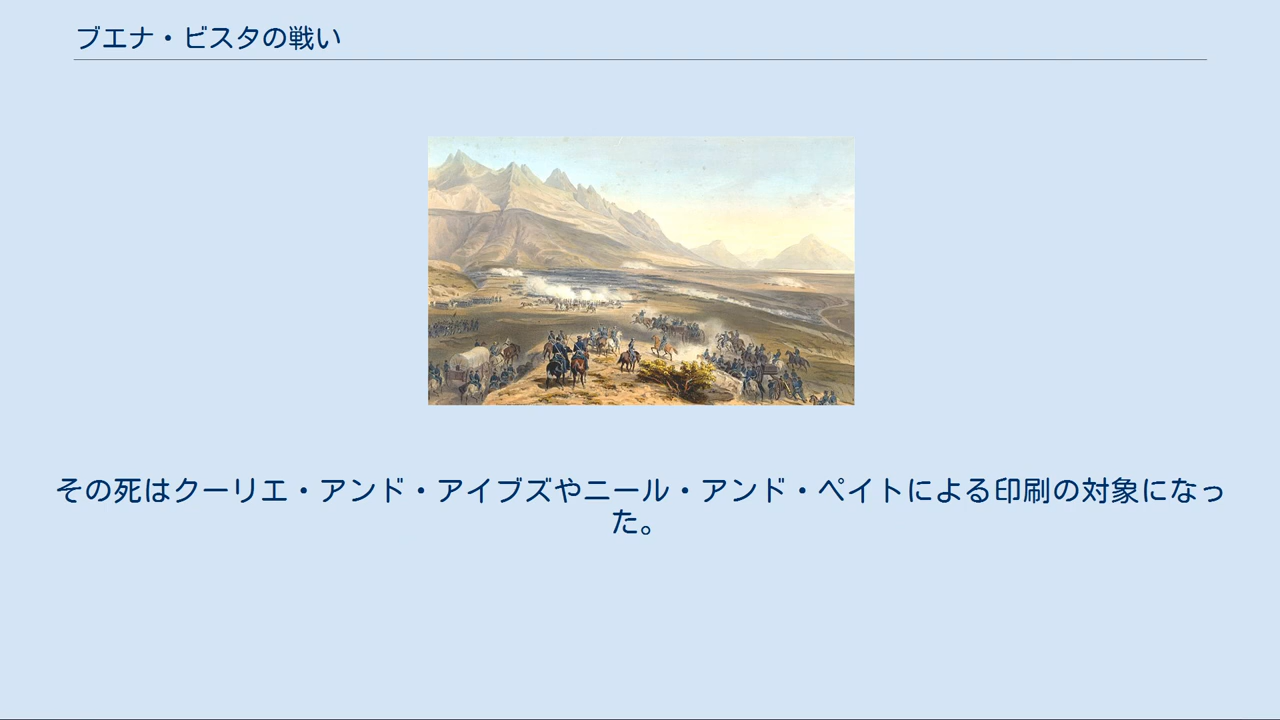 ブエナ・ビスタの戦い
その死はクーリエ・アンド・アイブズやニール・アンド・ペイトによる印刷の対象になっ
た。